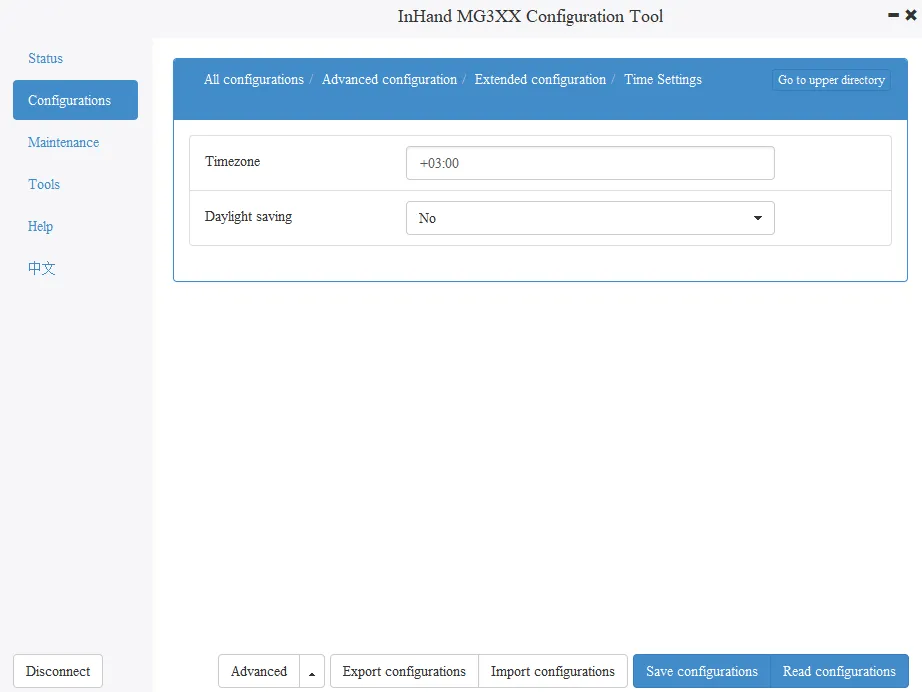 InHand MG3XX Configuration Tool
Status
Configurations
Maintenance
Tools
Help
中文
All configurations / Advanced configuration / Extended configuration / Time Settings
Go to upper directory
Timezone
+03:00
Daylight saving
No
Disconnect
Advanced
Export configurations
Import configurations
Save configurations
Read configurations